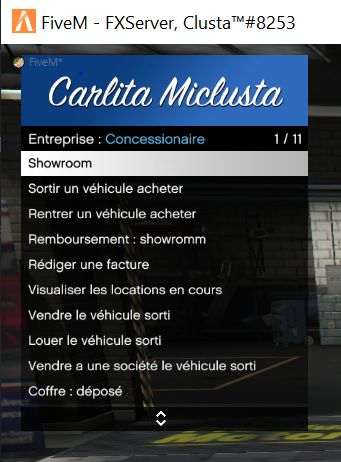 FiveM - FXServer, Clusta™#8253
FiveM*
Carlita Miclusta
Entreprise : Concessionaire 1 / 11
Showroom
Sortir un véhicule acheter
Rentrer un véhicule acheter
Remboursement : showromm
Rédiger une facture
Visualiser les locations en cours
Vendre le véhicule sorti
Louer le véhicule sorti
Vendre a une société le véhicule sorti
Coffre : déposé